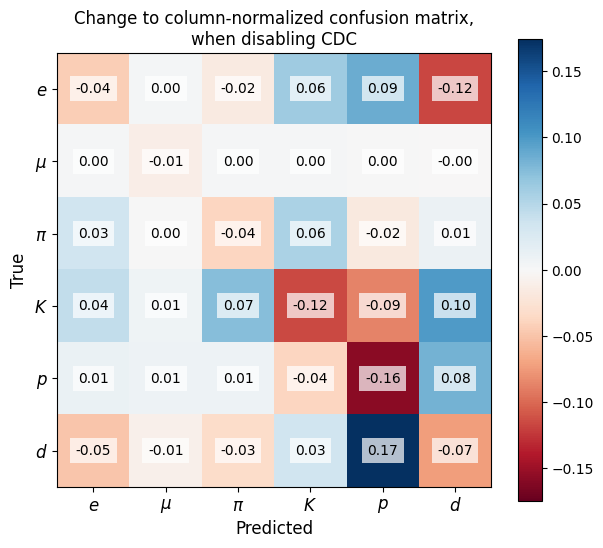 Change to column-normalized confusion matrix,
when disabling CDC
e -0.04 0.00 -0.02 0.06 0.09 -0.12
μ 0.00 -0.01 0.00 0.00 0.00 -0.00
π 0.03 0.00 -0.04 0.06 -0.02 0.01
K 0.04 0.01 0.07 -0.12 -0.09 0.10
p 0.01 0.01 0.01 -0.04 -0.16 0.08
d -0.05 -0.01 -0.03 0.03 0.17 -0.07
e μ π K p d
Predicted
True
0.15
0.10
0.05
0.00
−0.05
−0.10
−0.15